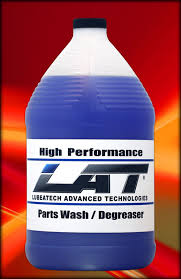 High Performance
LAT
LUBEATECH ADVANCED TECHNOLOGIES
Parts Wash / Degreaser